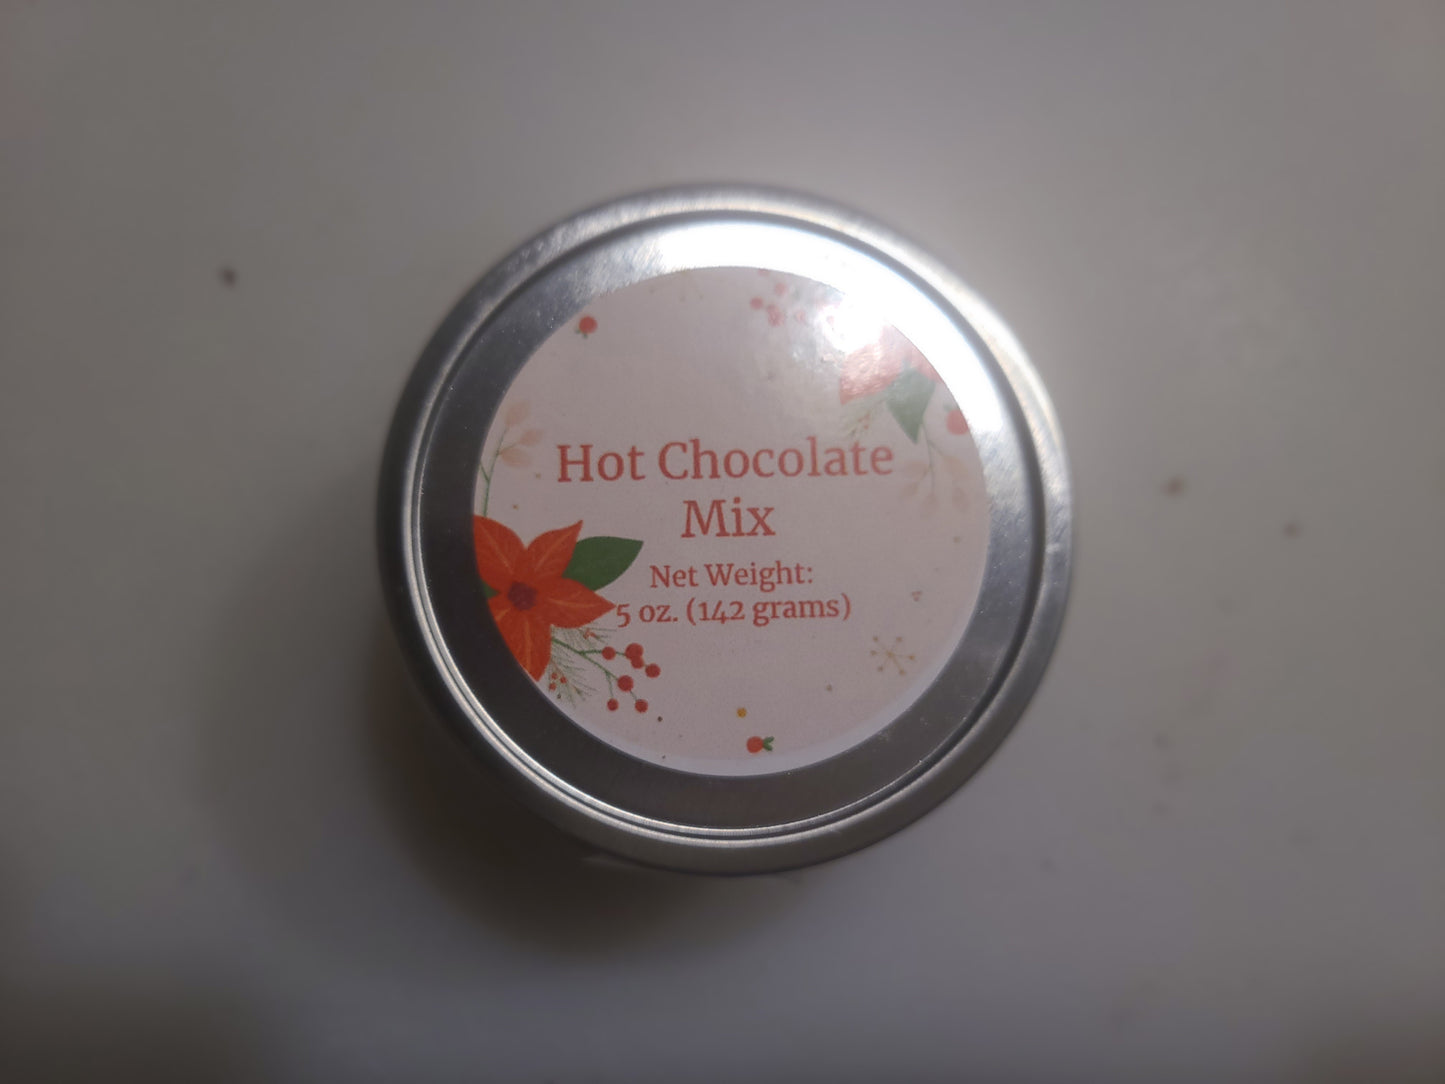 Hot Chocolate
Mix
Net Weight:
5 oz. (142 grams)